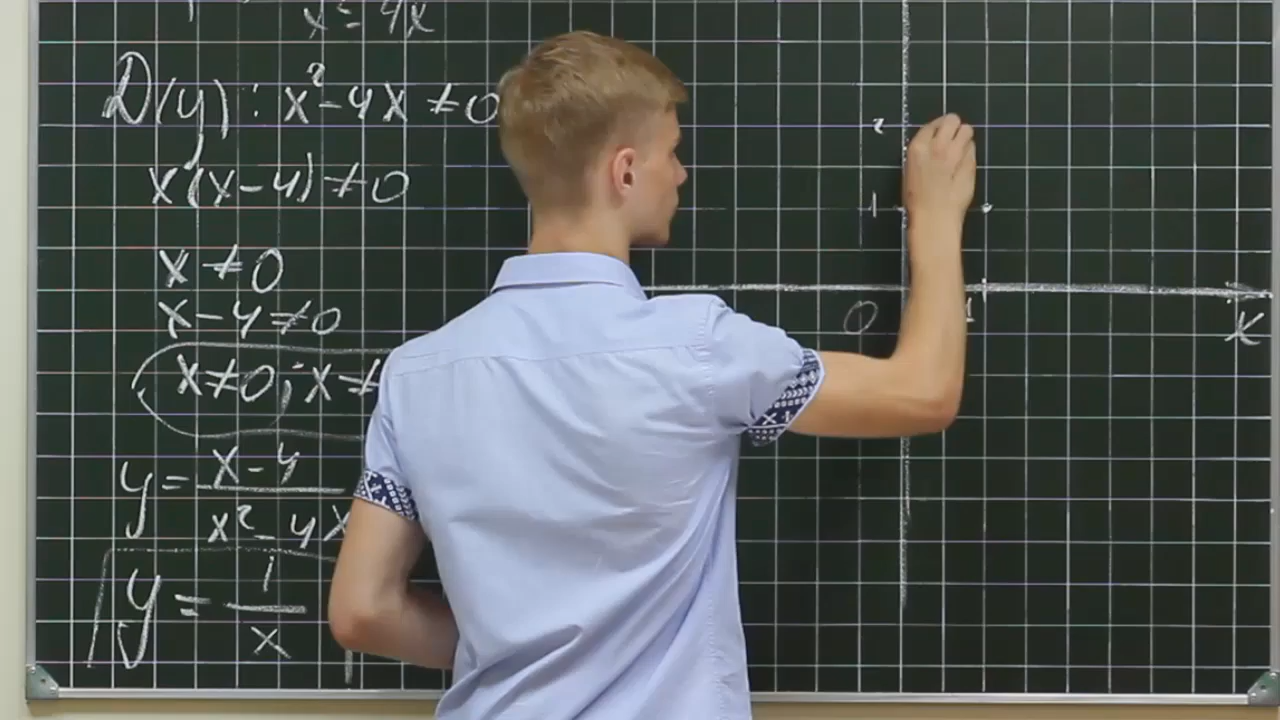 x² - 4x
D(y): x² - 4x ≠ 0
x(x-4) ≠ 0
x ≠ 0
x - 4 ≠ 0
x ≠ 0; x ≠
y = x-4 / x² - 4x
y = 1 / x
2
1
0 1
x